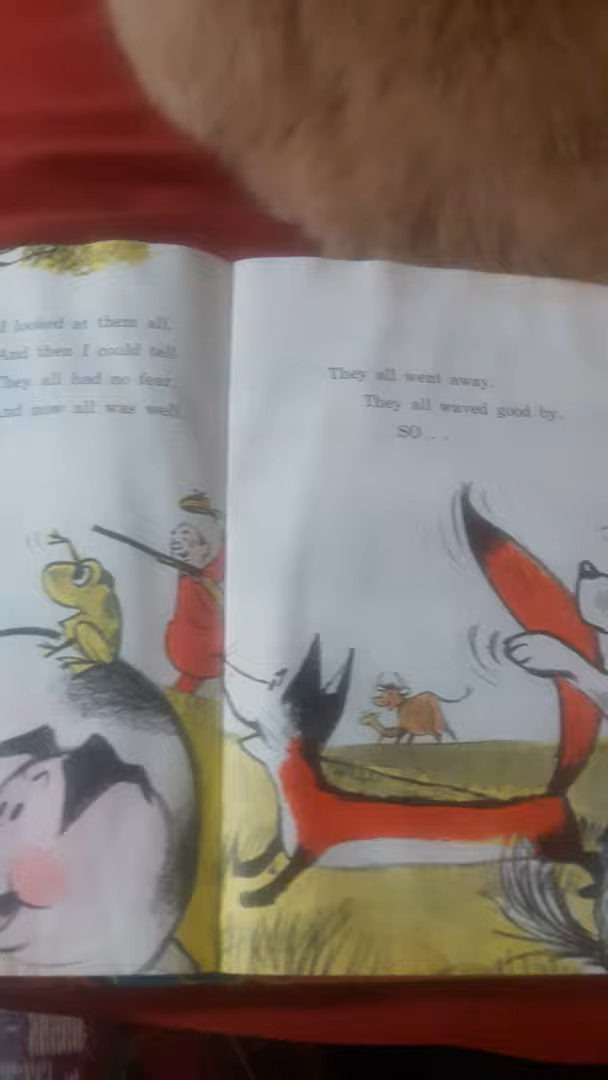 I looked at them all,
And then I could tell
They all had no fear,
And now all was well.
They all went away.
They all waved good by.
SO . .